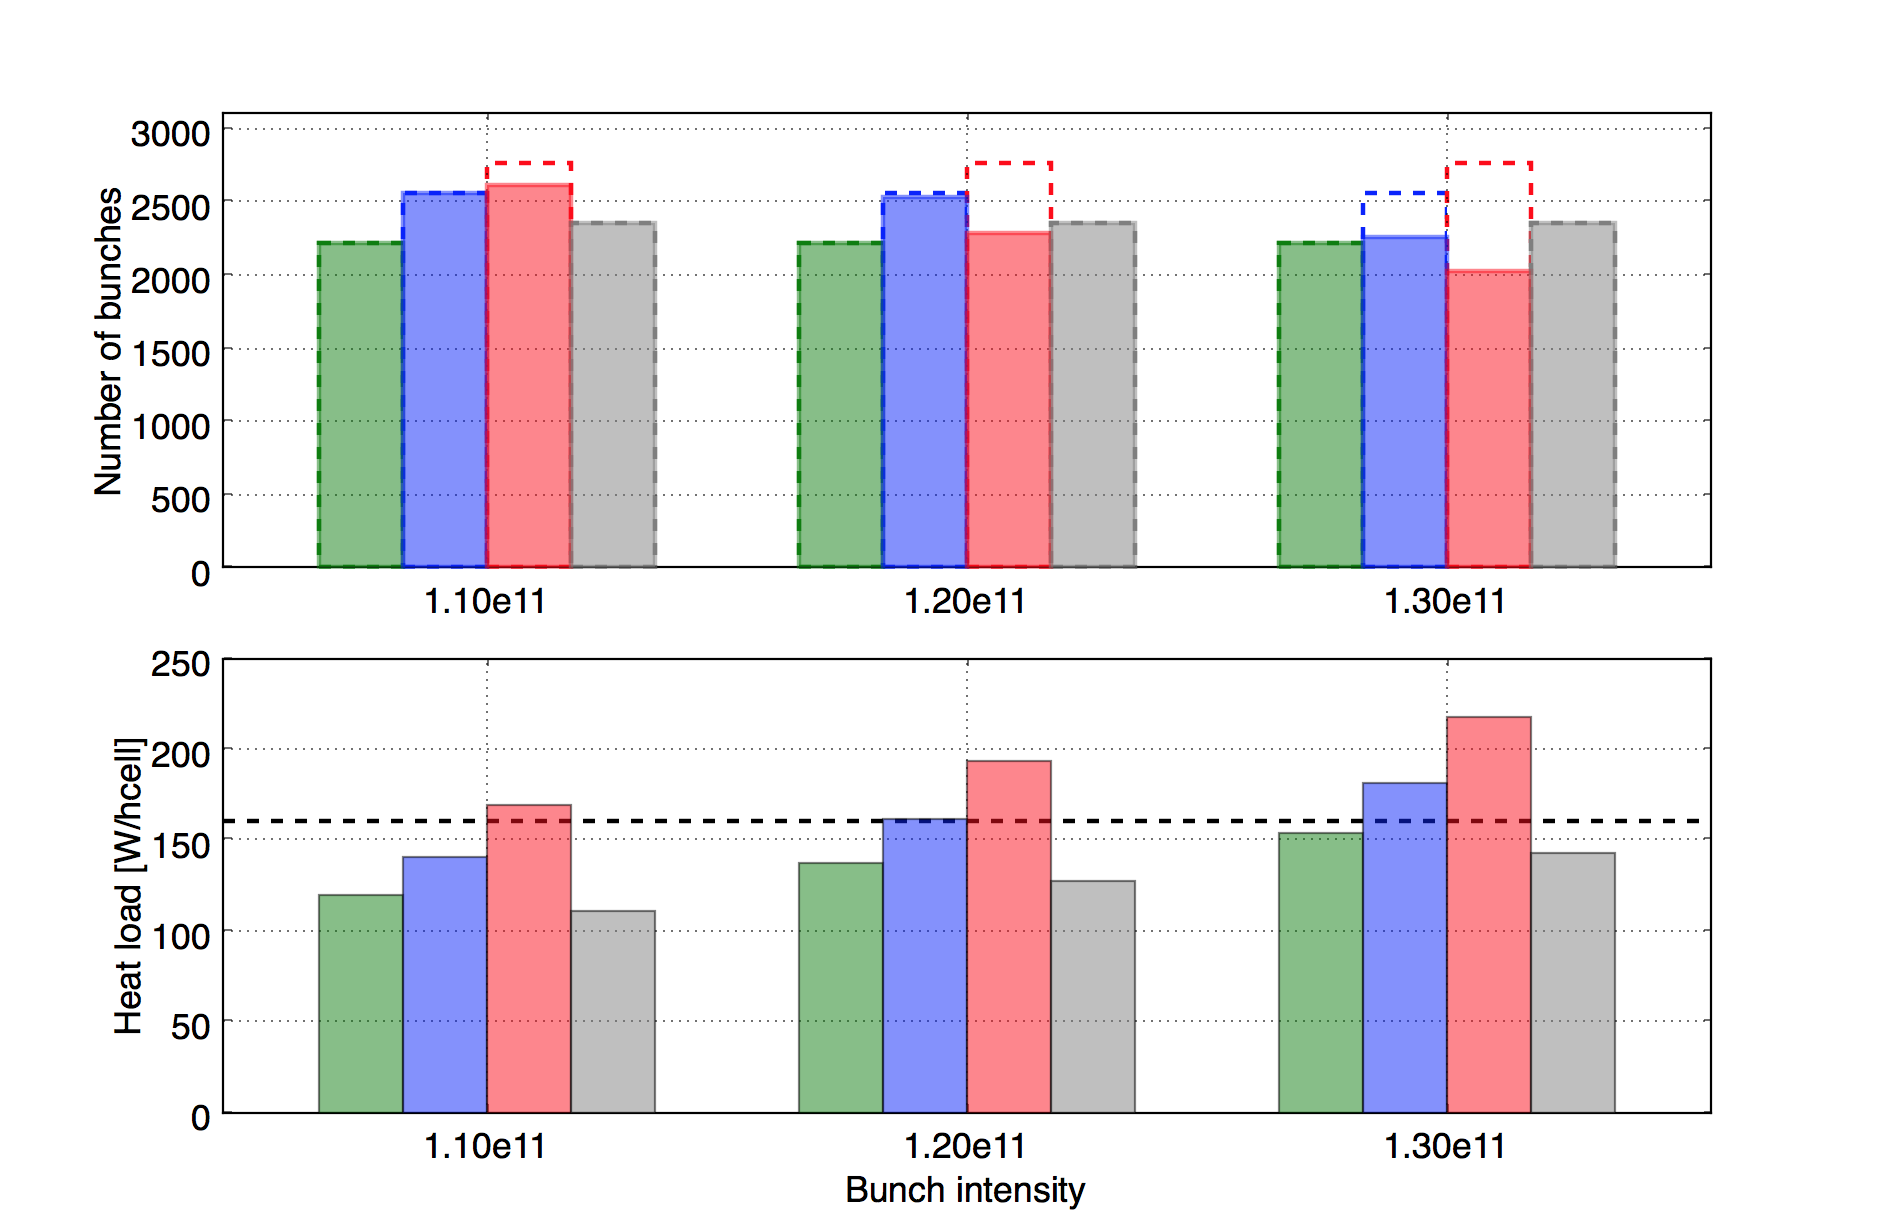 Number of bunches
3000
2500
2000
1500
1000
500
0
1.10e11 1.20e11 1.30e11
Heat load [W/hcell]
250
200
150
100
50
0
1.10e11 1.20e11 1.30e11
Bunch intensity